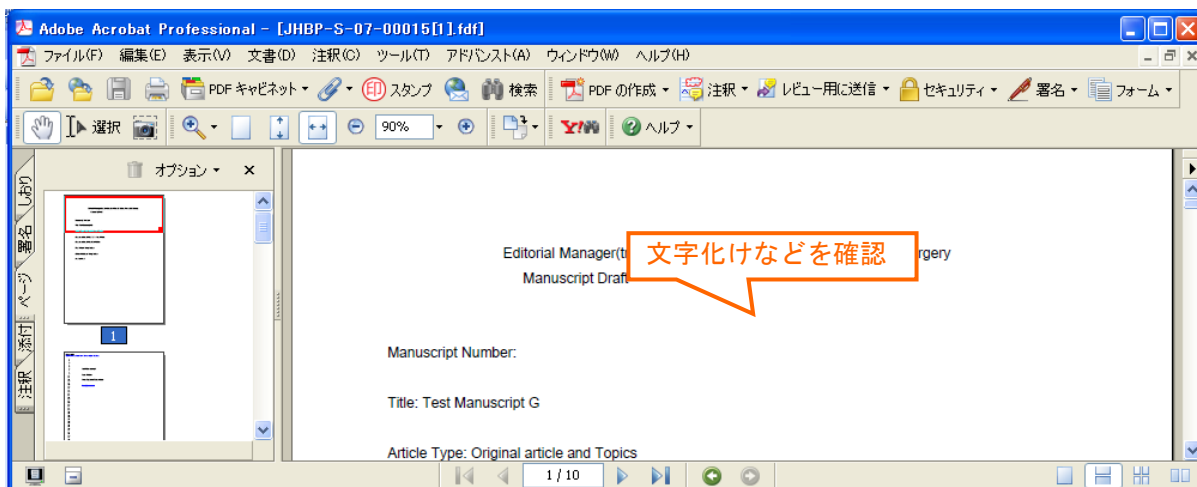 Adobe Acrobat Professional - [JHBP-S-07-00015[1].fdf]
ファイル(F) 編集(E) 表示(V) 文書(D) 注釈(C) ツール(T) アドバンスト(A) ウィンドウ(W) ヘルプ(H)
PDF キャビネット 印 スタンプ 検索 PDF の作成 注釈 レビュー用に送信 セキュリティ 署名 フォーム
選択 90% Y! ヘルプ
オプション
しおり
署名
ページ
添付
注釈
1
Editorial Manager(t
rgery
文字化けなどを確認
Manuscript Draft
Manuscript Number:
Title: Test Manuscript G
Article Type: Original article and Topics
1 / 10